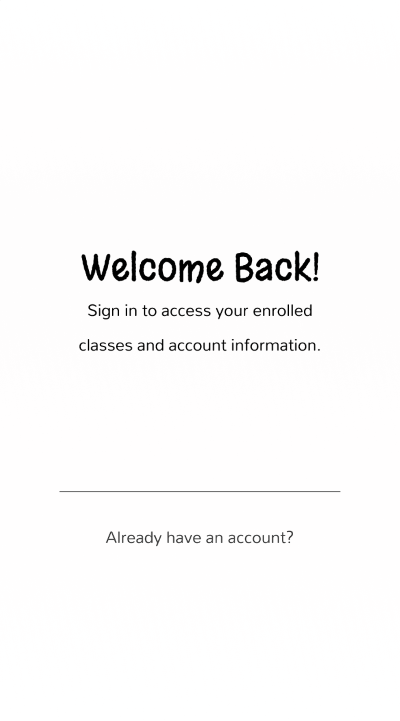 Welcome Back!
Sign in to access your enrolled
classes and account information.
Already have an account?